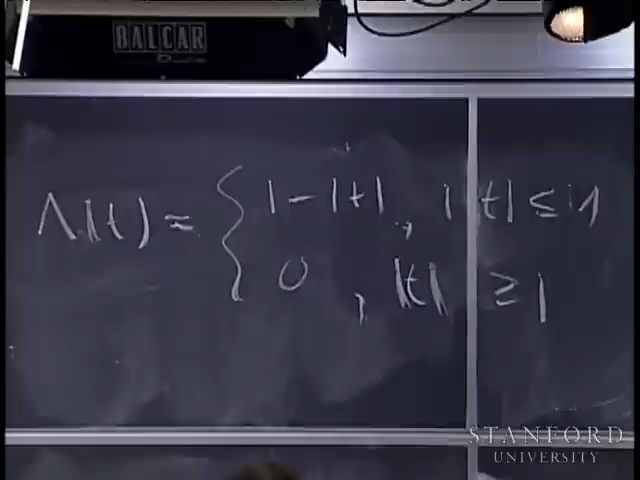 BALCAR
Λ(t) = { 1 - |t| , |t| ≤ 1
0 , |t| ≥ 1
STANFORD
UNIVERSITY